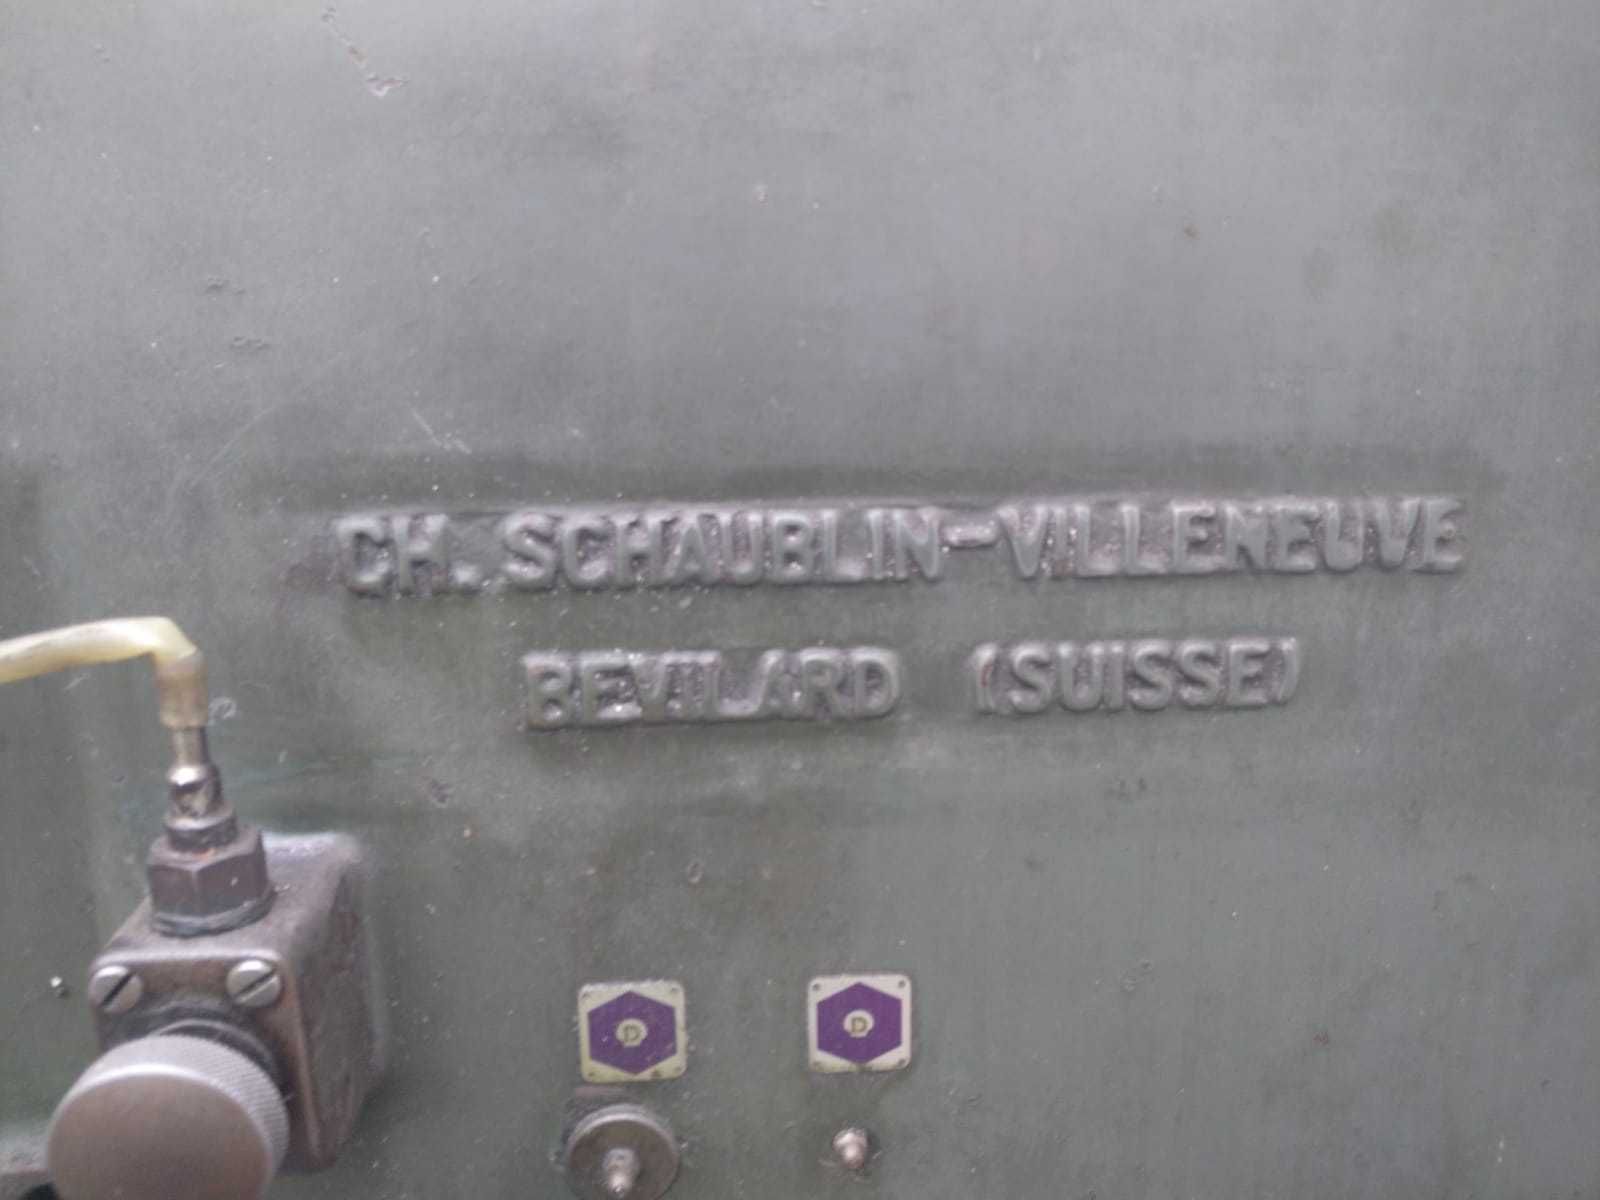 CH. SCHAUBLIN-VILLENEUVE
BEVILARD (SUISSE)
D D